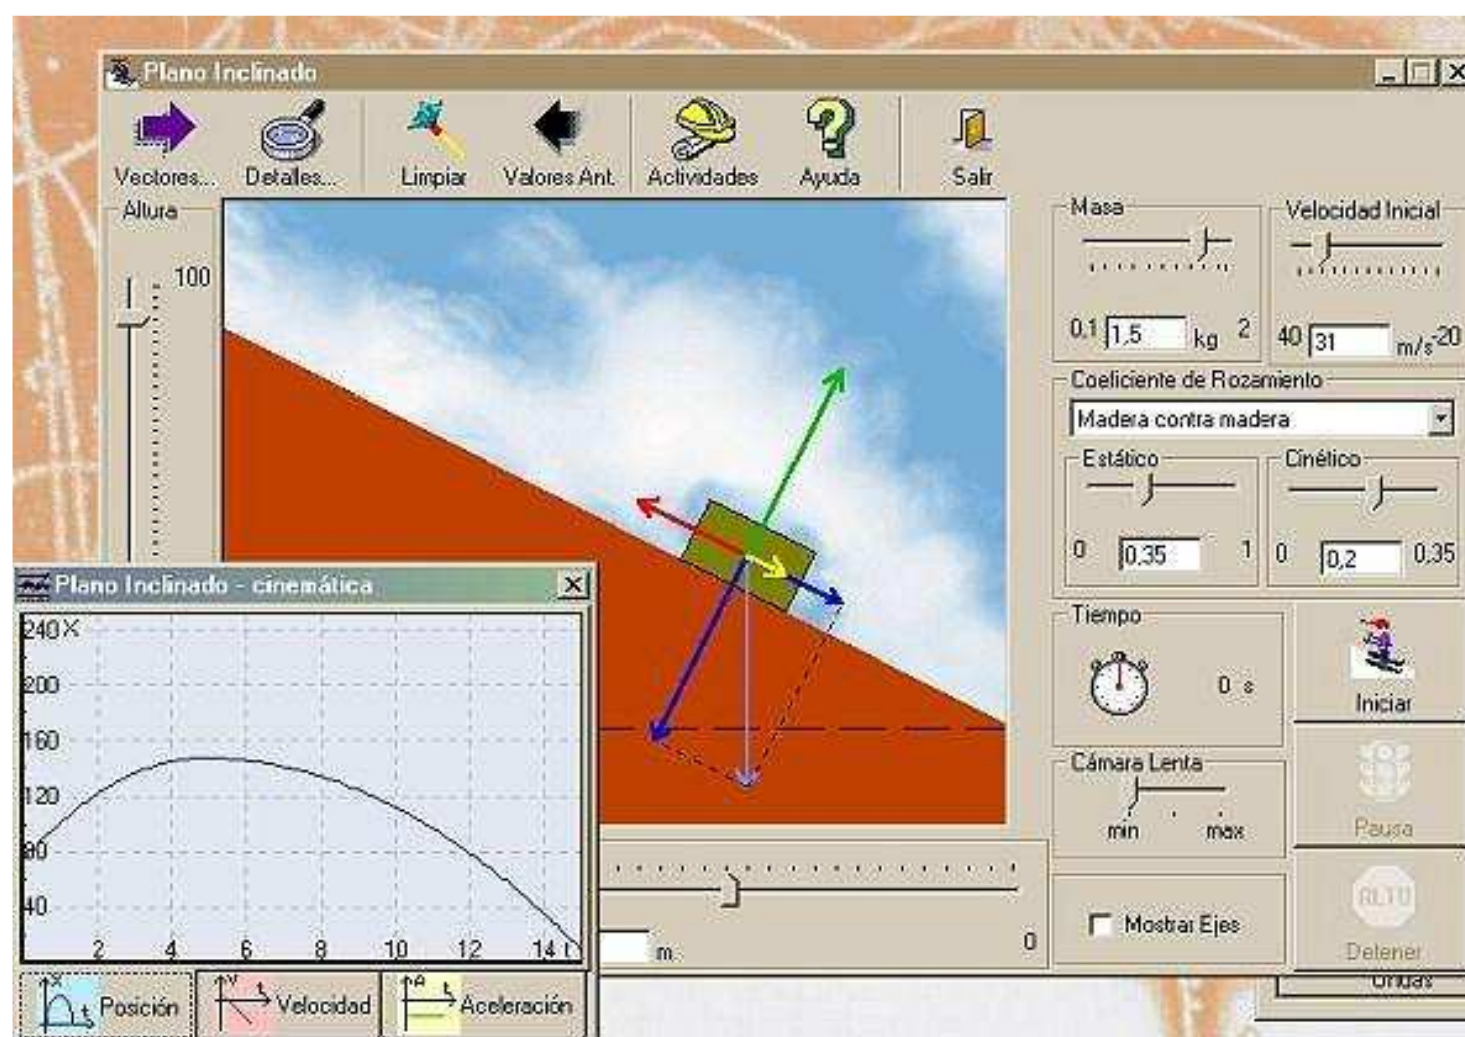 Plano Inclinado
Vectores... Detalles... Limpiar Valores Ant. Actividades Ayuda Salir
Altura
100
Masa
0.1 1,5 kg 2
Velocidad Inicial
40 31 m/s -20
Coeficiente de Rozamiento
Madera contra madera
Estático
0 0,35 1
Cinético
0 0,2 0,35
Tiempo
0 s
Iniciar
Cámara Lenta
min max
Pausa
ALTO
Detener
Mostrar Ejes
m
0
Ondas
Plano Inclinado - cinemática
240 X
200
160
120
80
40
2 4 6 8 10 12 14 t
X t Posición V t Velocidad A t Aceleración